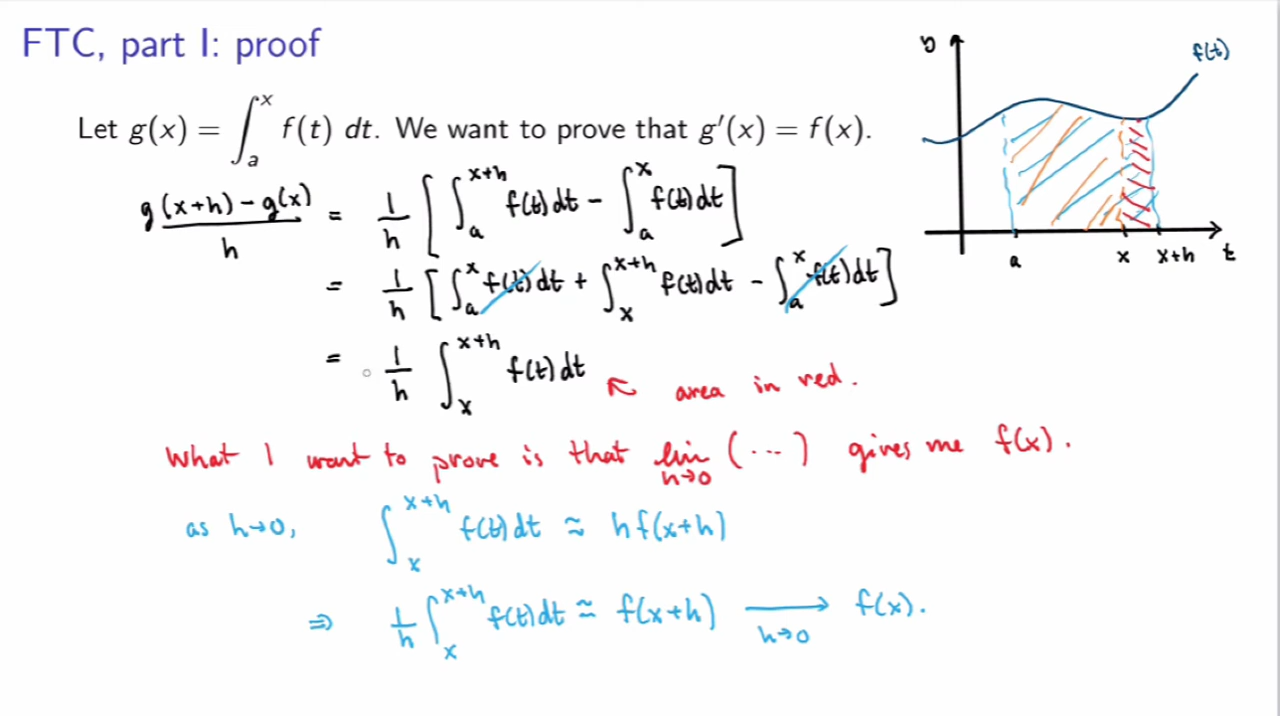 FTC, part I: proof
Let g(x) = ∫_a^x f(t) dt. We want to prove that g′(x) = f(x).
(g(x+h) − g(x))/h = 1/h [∫_a^{x+h} f(t)dt − ∫_a^x f(t)dt]
= 1/h [∫_a^x f(t)dt + ∫_x^{x+h} f(t)dt − ∫_a^x f(t)dt]
= 1/h ∫_x^{x+h} f(t)dt ↖ area in red.
What I want to prove is that lim_{h→0} (...) gives me f(x).
as h→0, ∫_x^{x+h} f(t)dt ≈ hf(x+h)
⇒ 1/h ∫_x^{x+h} f(t)dt ≈ f(x+h) ⟶_{h→0} f(x).
f(t)
a x x+h t